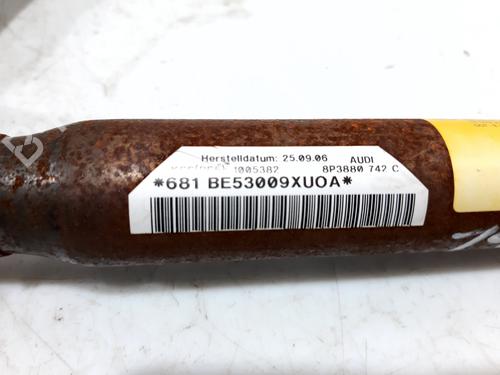 Herstelldatum: 25.09.06 AUDI
1005382 8P3880 742 C
*681 BE53009XUOA*